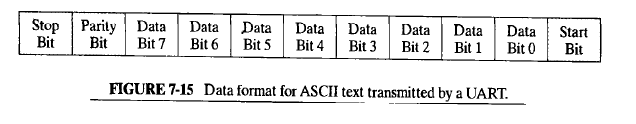 Stop Bit Parity Bit Data Bit 7 Data Bit 6 Data Bit 5 Data Bit 4 Data Bit 3 Data Bit 2 Data Bit 1 Data Bit 0 Start Bit
FIGURE 7-15 Data format for ASCII text transmitted by a UART.